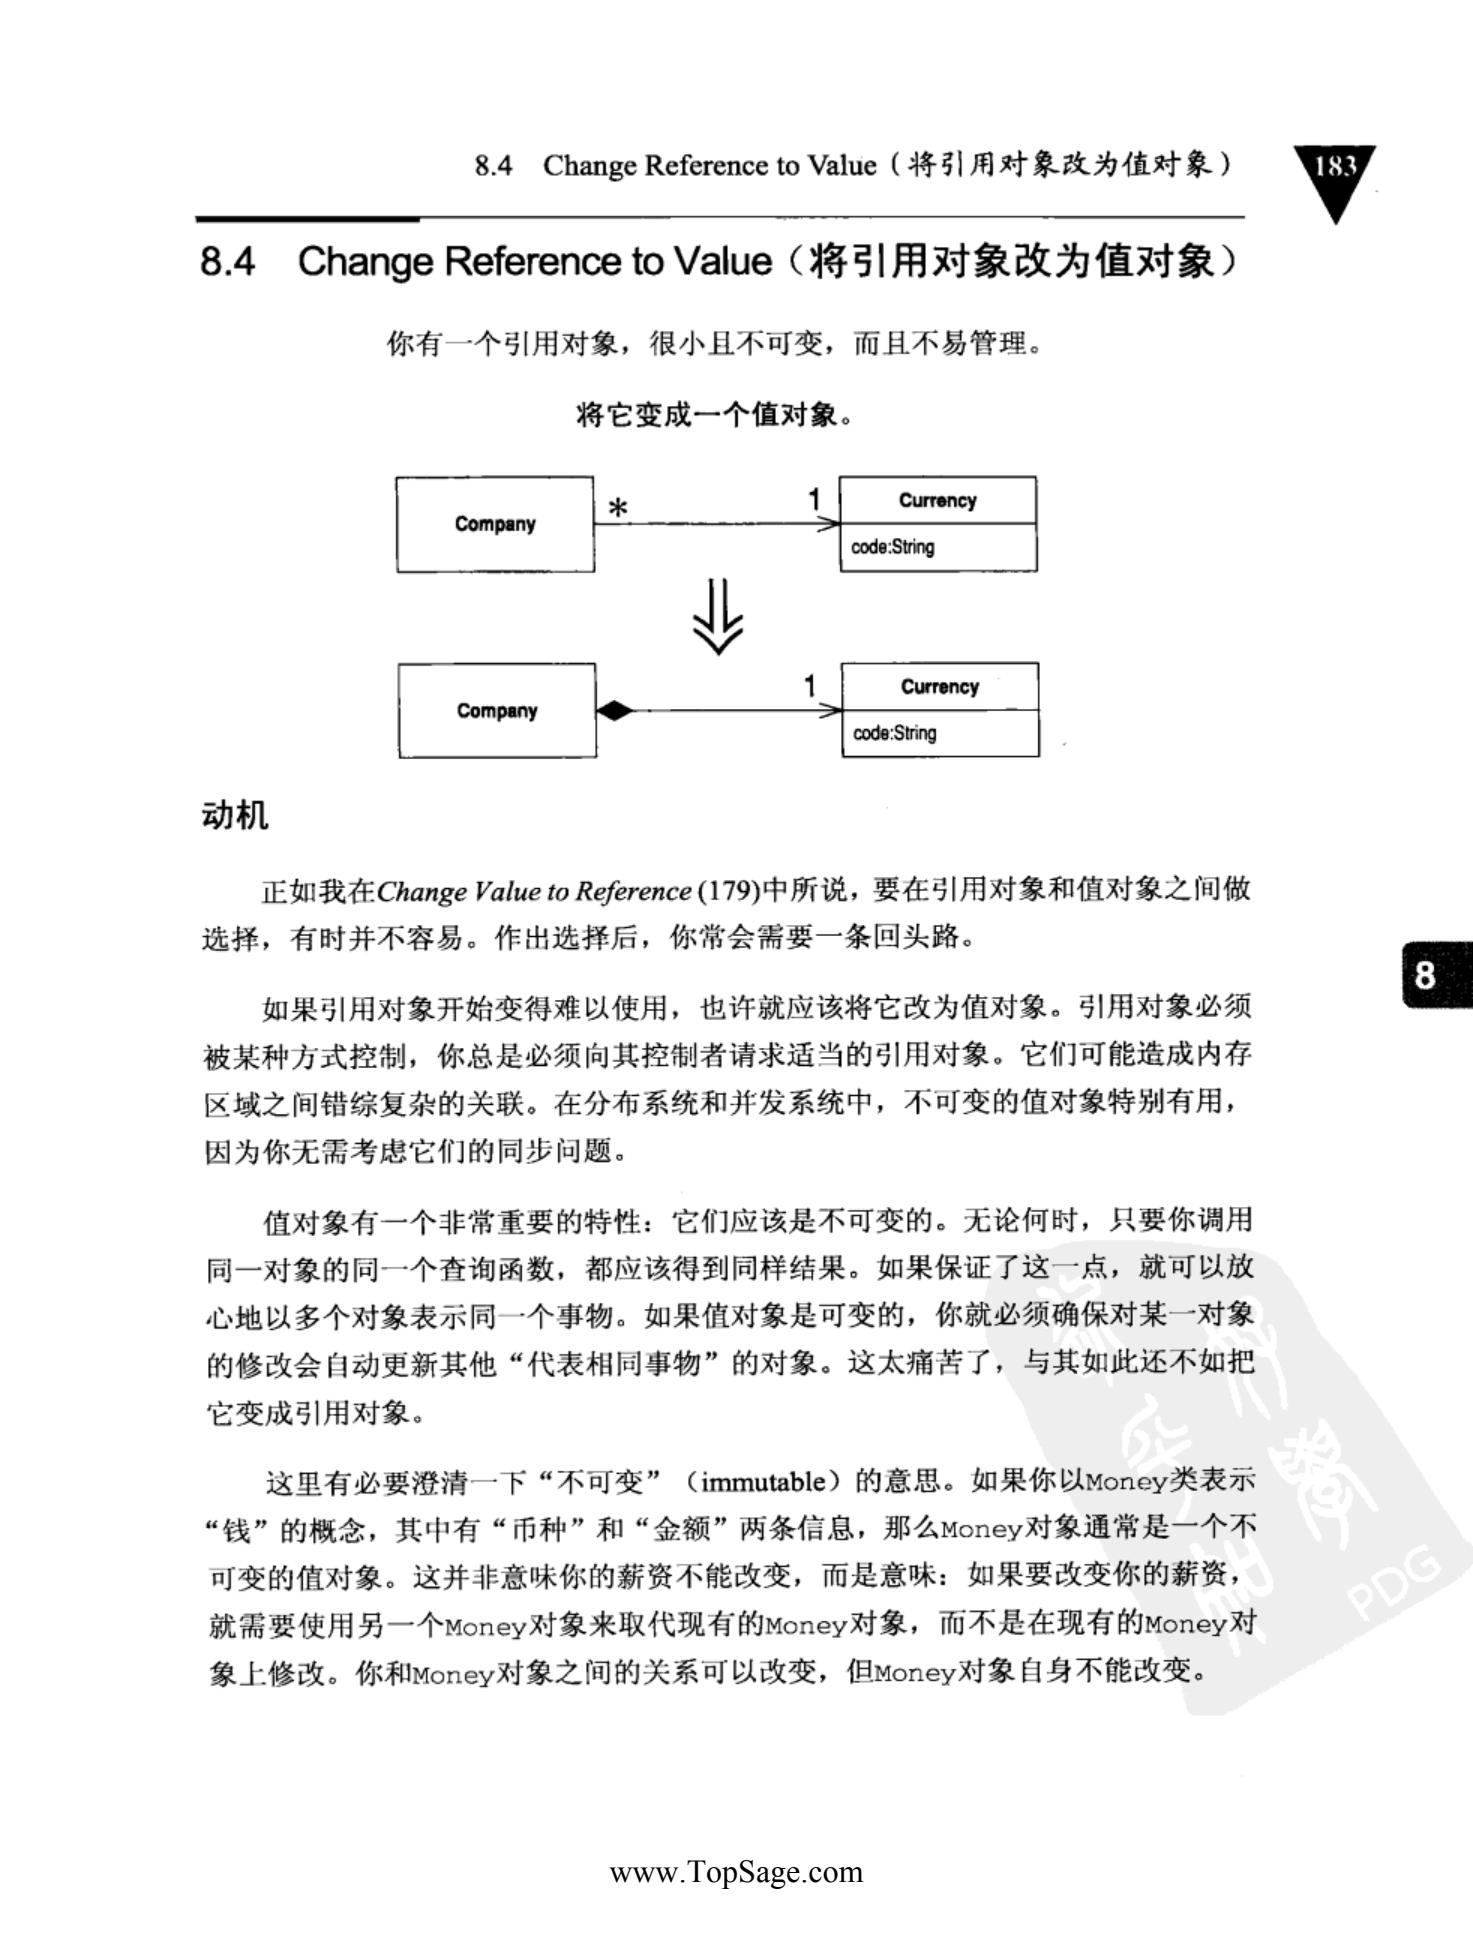 8.4 Change Reference to Value（将引用对象改为值对象）
183
8.4 Change Reference to Value（将引用对象改为值对象）
你有一个引用对象，很小且不可变，而且不易管理。
将它变成一个值对象。
Company
*
1
Currency
code:String
Company
1
Currency
code:String
动机
正如我在Change Value to Reference (179)中所说，要在引用对象和值对象之间做
选择，有时并不容易。作出选择后，你常会需要一条回头路。
8
如果引用对象开始变得难以使用，也许就应该将它改为值对象。引用对象必须
被某种方式控制，你总是必须向其控制者请求适当的引用对象。它们可能造成内存
区域之间错综复杂的关联。在分布系统和并发系统中，不可变的值对象特别有用，
因为你无需考虑它们的同步问题。
值对象有一个非常重要的特性：它们应该是不可变的。无论何时，只要你调用
同一对象的同一个查询函数，都应该得到同样结果。如果保证了这一点，就可以放
心地以多个对象表示同一个事物。如果值对象是可变的，你就必须确保对某一对象
的修改会自动更新其他“代表相同事物”的对象。这太痛苦了，与其如此还不如把
它变成引用对象。
这里有必要澄清一下“不可变”（immutable）的意思。如果你以Money类表示
“钱”的概念，其中有“币种”和“金额”两条信息，那么Money对象通常是一个不
可变的值对象。这并非意味你的薪资不能改变，而是意味：如果要改变你的薪资，
就需要使用另一个Money对象来取代现有的Money对象，而不是在现有的Money对
象上修改。你和Money对象之间的关系可以改变，但Money对象自身不能改变。
PDG
www.TopSage.com